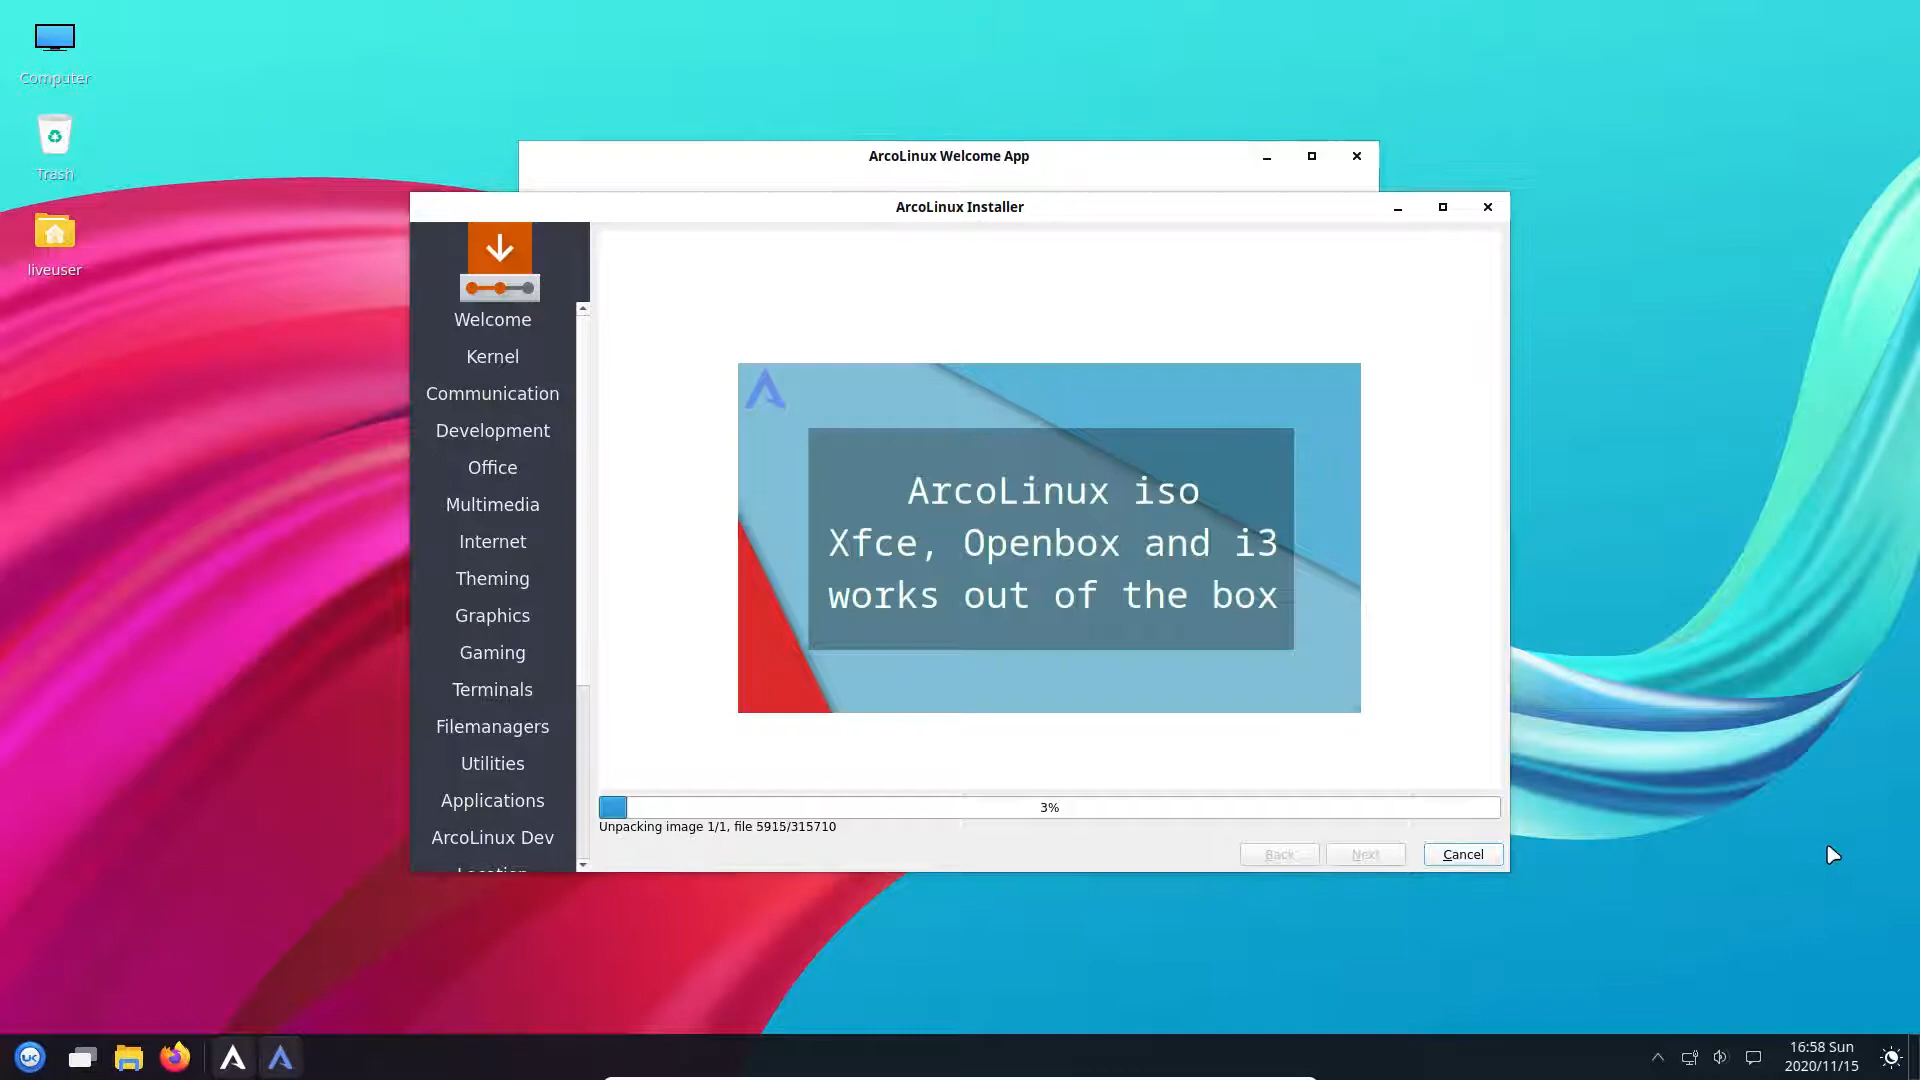 Computer
Trash
liveuser
ArcoLinux Welcome App
ArcoLinux Installer
Welcome
Kernel
Communication
Development
Office
Multimedia
Internet
Theming
Graphics
Gaming
Terminals
Filemanagers
Utilities
Applications
ArcoLinux Dev
Location
ArcoLinux iso
Xfce, Openbox and i3
works out of the box
3%
Unpacking image 1/1, file 5915/315710
Back
Next
Cancel
UK
16:58 Sun
2020/11/15